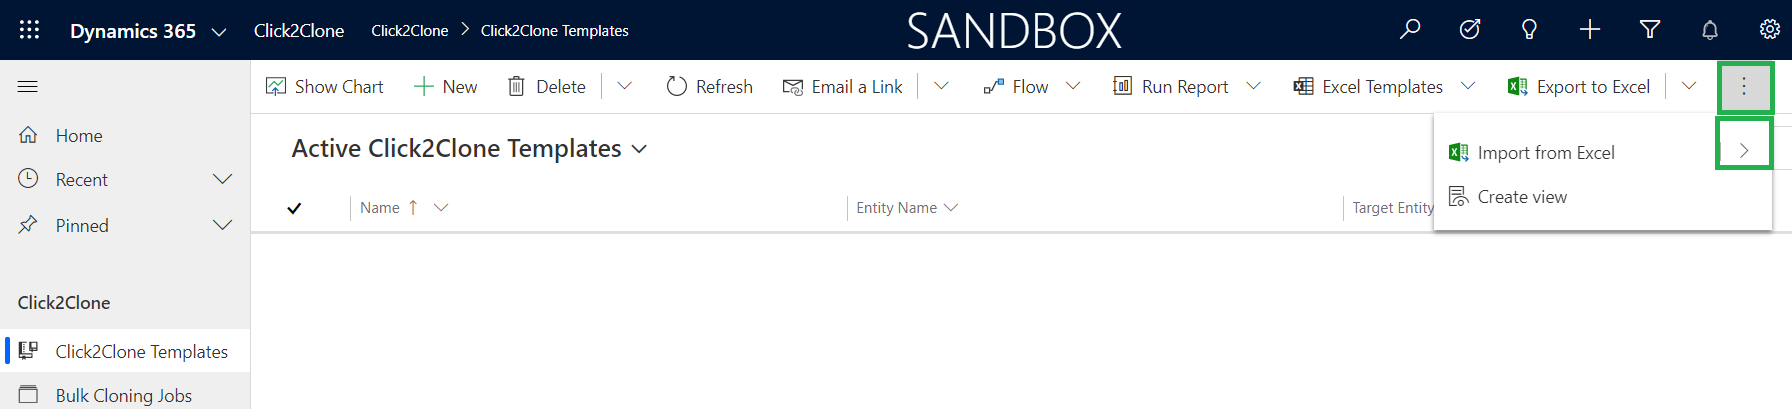 Dynamics 365 Click2Clone Click2Clone Click2Clone Templates SANDBOX
Show Chart New Delete Refresh Email a Link Flow Run Report Excel Templates Export to Excel
Home
Recent
Pinned
Click2Clone
Click2Clone Templates
Bulk Cloning Jobs
Active Click2Clone Templates
Name Entity Name Target Entity
Import from Excel
Create view